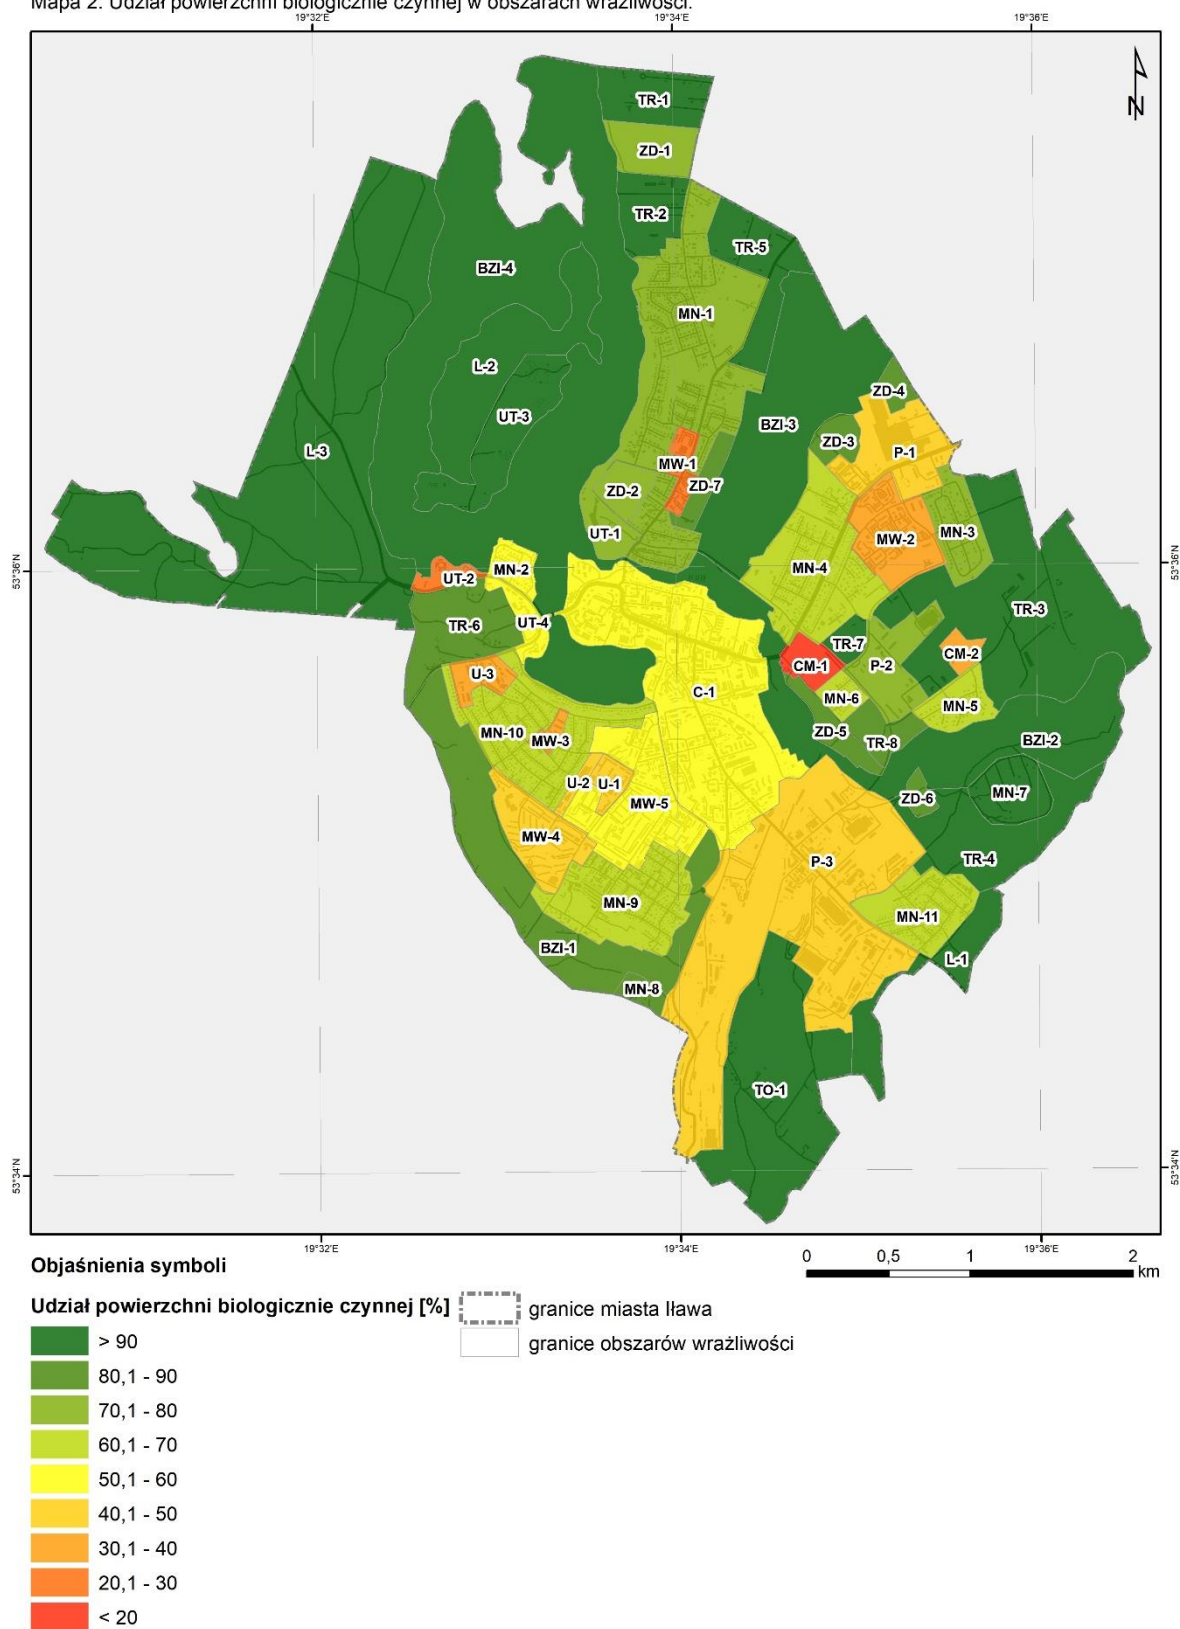 Mapa 2. Udział powierzchni biologicznie czynnej w obszarach wrażliwości.
19°32'E 19°34'E 19°36'E
N
TR-1
ZD-1
TR-2
TR-5
BZI-4
MN-1
L-2
ZD-4
UT-3
BZI-3
ZD-3
L-3
P-1
MW-1
ZD-7
ZD-2
UT-1
MW-2
MN-3
53°36'N 53°36'N
MN-2
MN-4
UT-2
TR-3
UT-4
TR-6
TR-7
CM-2
CM-1
P-2
U-3
C-1
MN-6
MN-5
MN-10
ZD-5
MW-3
TR-8
BZI-2
U-2
U-1
MN-7
ZD-6
MW-5
MW-4
TR-4
P-3
MN-9
MN-11
BZI-1
L-1
MN-8
TO-1
53°34'N 53°34'N
19°32'E 19°34'E 19°36'E
Objaśnienia symboli
0 0,5 1 2
km
Udział powierzchni biologicznie czynnej [%]
granice miasta Iława
granice obszarów wrażliwości
> 90
80,1 - 90
70,1 - 80
60,1 - 70
50,1 - 60
40,1 - 50
30,1 - 40
20,1 - 30
< 20